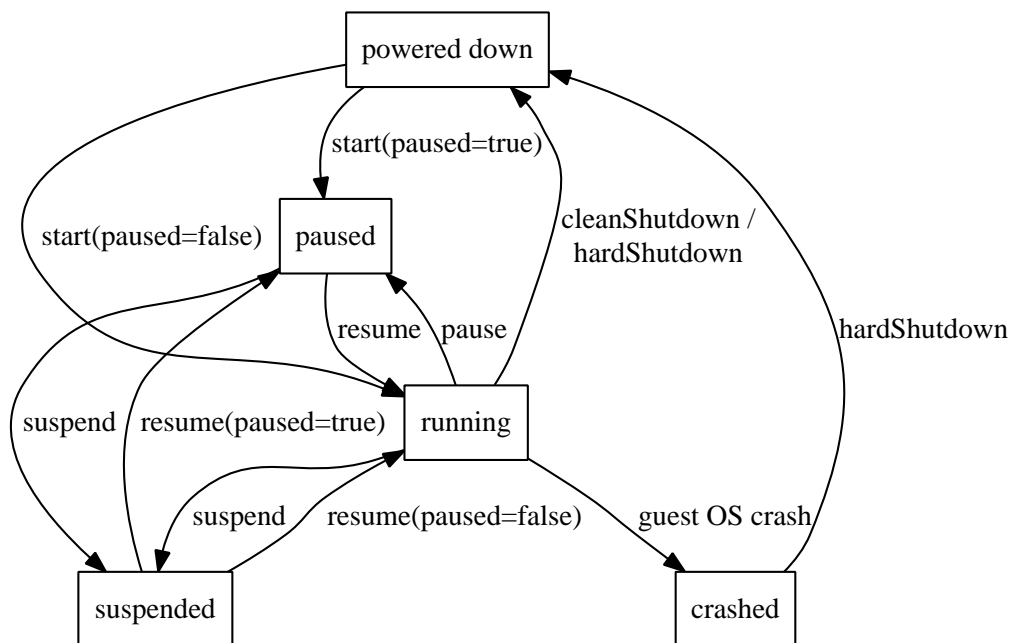 powered down
start(paused=true)
cleanShutdown /
hardShutdown
start(paused=false)
paused
hardShutdown
resume
pause
suspend
resume(paused=true)
running
suspend
resume(paused=false)
guest OS crash
suspended
crashed